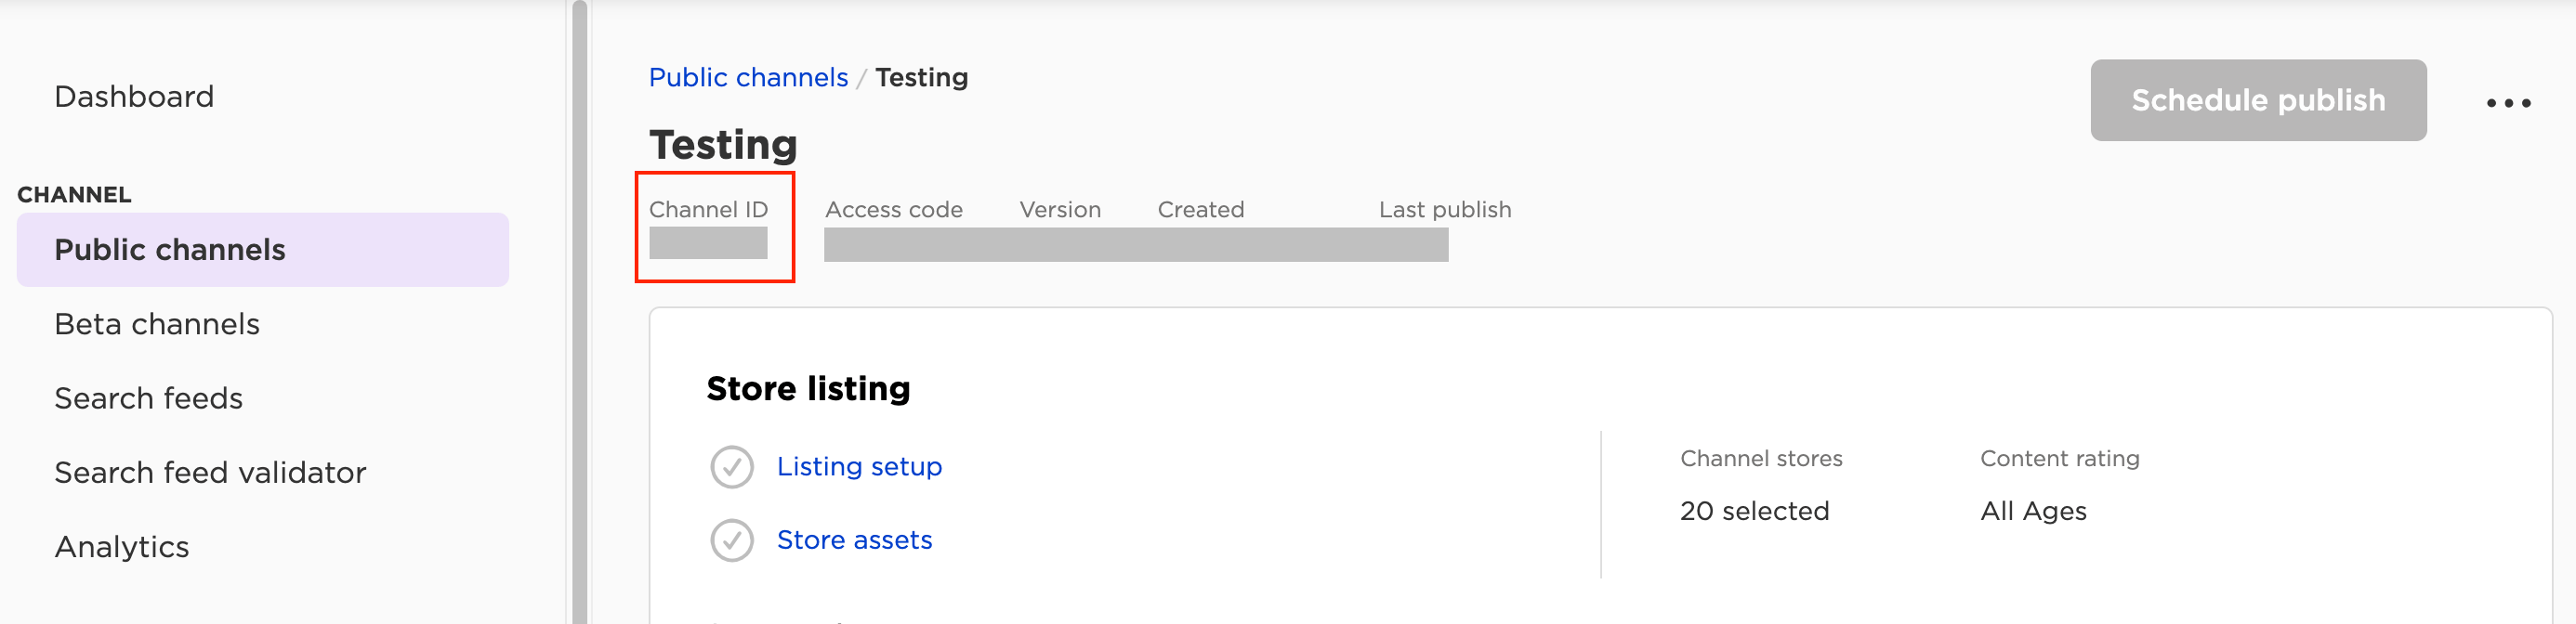 Dashboard
CHANNEL
Public channels
Beta channels
Search feeds
Search feed validator
Analytics
Public channels / Testing
Testing
Schedule publish
Channel ID
Access code
Version
Created
Last publish
Store listing
Listing setup
Store assets
Channel stores
20 selected
Content rating
All Ages